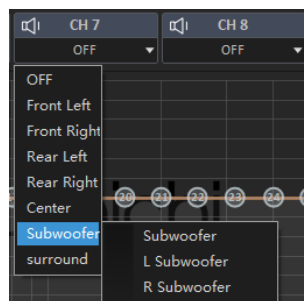 CH 7 CH 8
OFF OFF
OFF
Front Left
Front Right
Rear Left
Rear Right
Center
Subwoofer
surround
20 21 22 23 24
Subwoofer
L Subwoofer
R Subwoofer